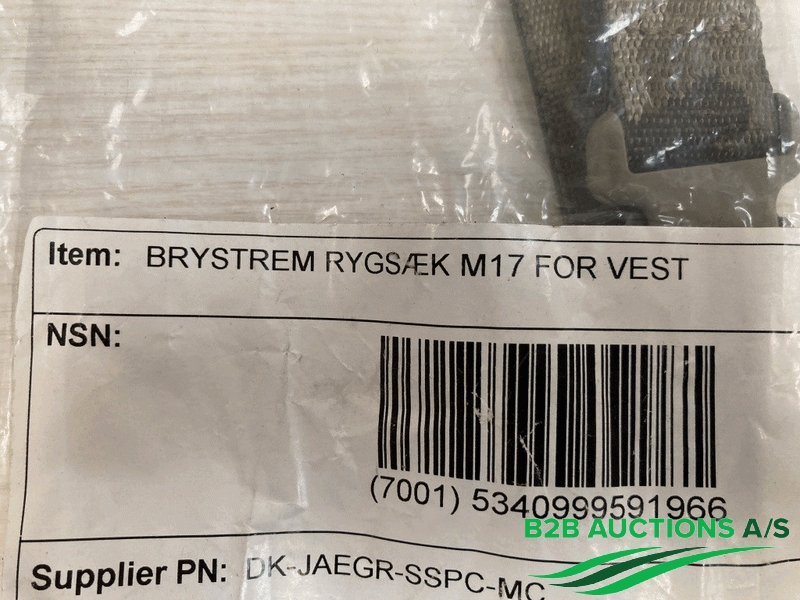 Item: BRYSTREM RYGSÆK M17 FOR VEST
NSN:
(7001) 5340999591966
B2B AUCTIONS A/S
Supplier PN: DK-JAEGR-SSPC-MC